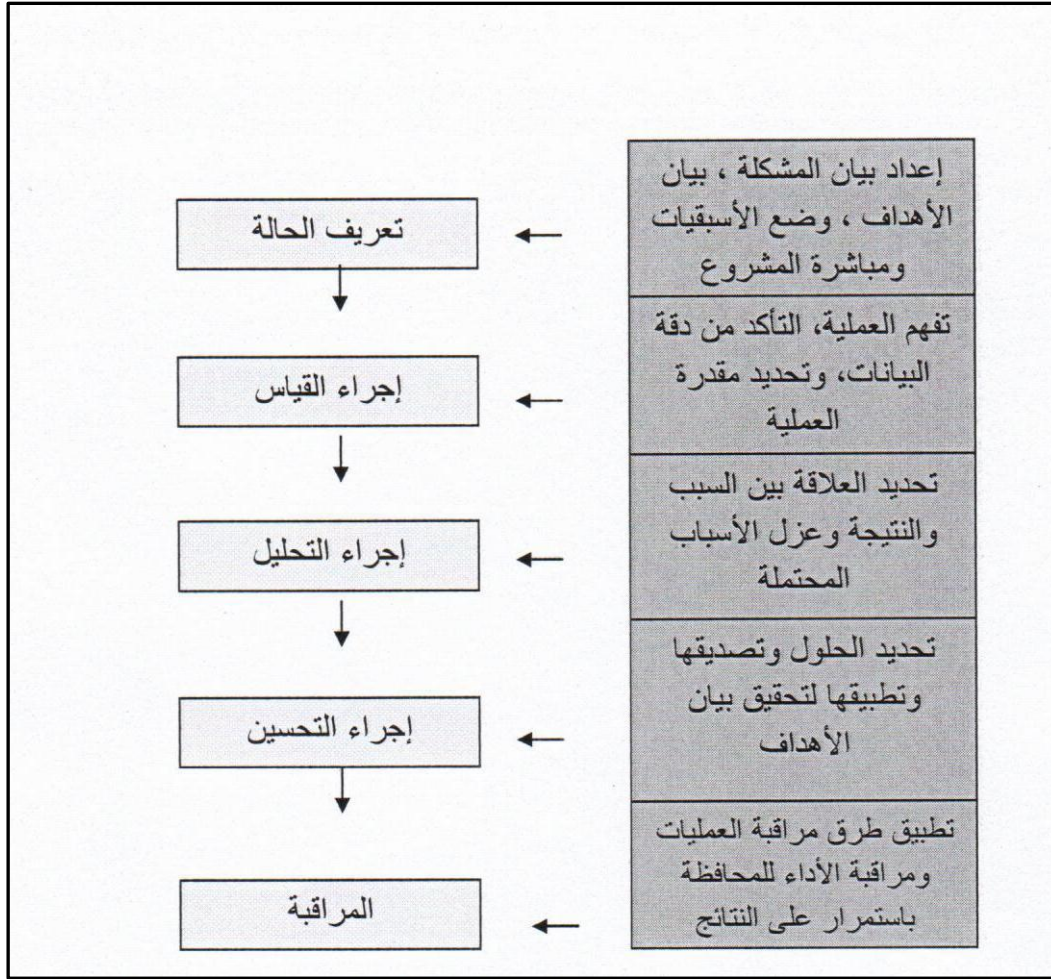 إعداد بيان المشكلة ، بيان
الأهداف ، وضع الأسبقيات
ومباشرة المشروع
تعريف الحالة
تفهم العملية، التأكد من دقة
البيانات، وتحديد مقدرة
العملية
إجراء القياس
تحديد العلاقة بين السبب
والنتيجة وعزل الأسباب
المحتملة
إجراء التحليل
تحديد الحلول وتصديقها
وتطبيقها لتحقيق بيان
الأهداف
إجراء التحسين
تطبيق طرق مراقبة العمليات
ومراقبة الأداء للمحافظة
باستمرار على النتائج
المراقبة